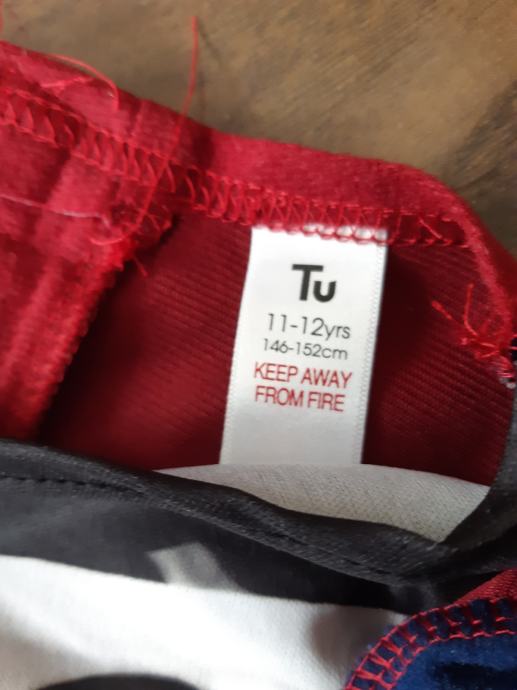 Tu
11-12yrs
146-152cm
KEEP AWAY
FROM FIRE